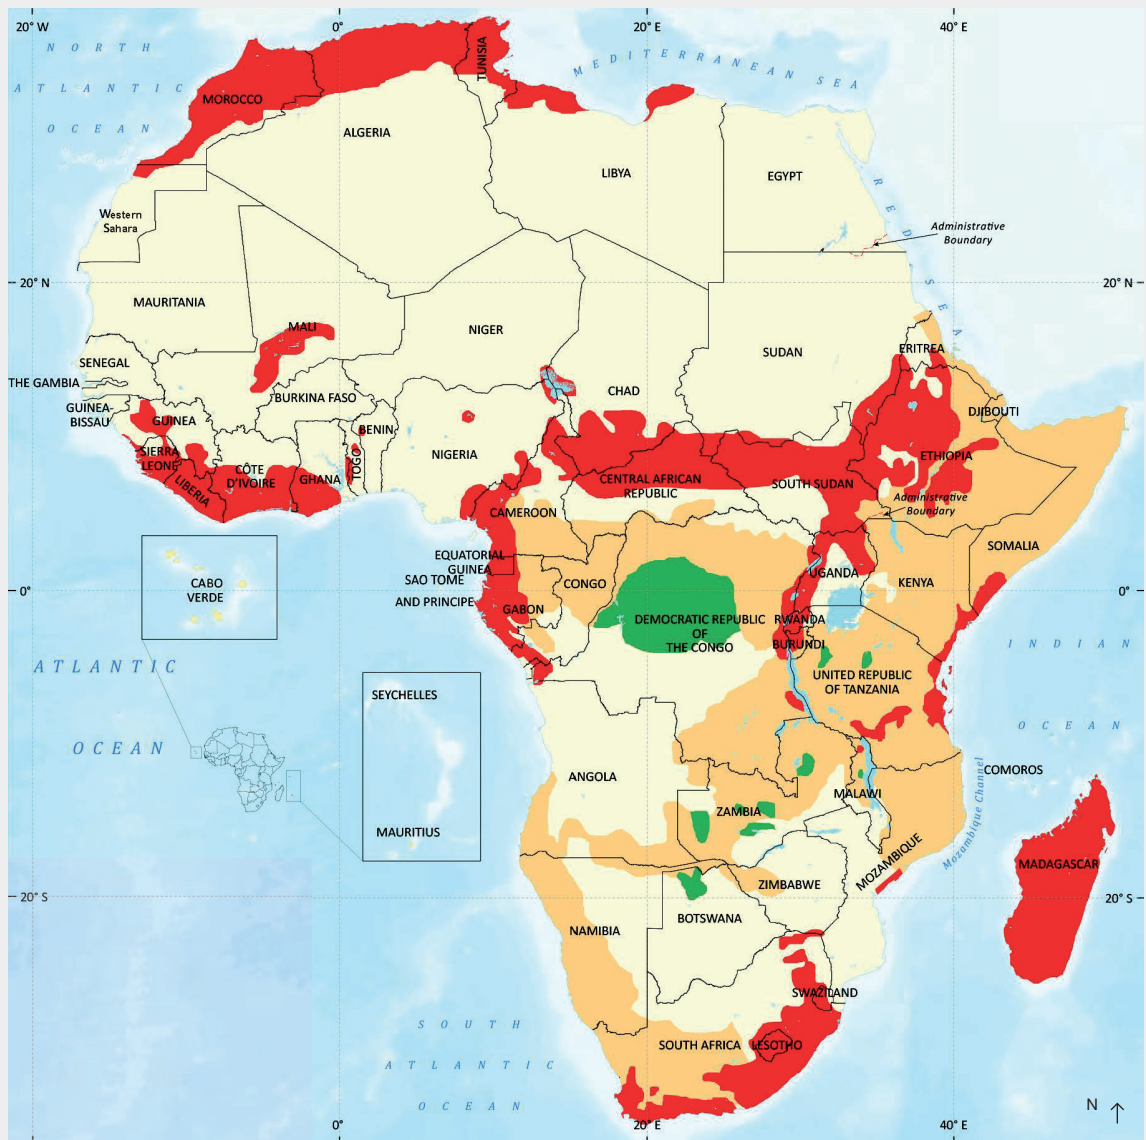 20° W
0°
20° E
40° E
NORTH
ATLANTIC
OCEAN
MEDITERRANEAN SEA
TUNISIA
MOROCCO
ALGERIA
LIBYA
EGYPT
RED SEA
Western
Sahara
Administrative
Boundary
20° N
20° N
MAURITANIA
MALI
NIGER
SUDAN
ERITREA
SENEGAL
THE GAMBIA
BURKINA FASO
CHAD
DJIBOUTI
GUINEA-
BISSAU
GUINEA
BENIN
NIGERIA
SIERRA
LEONE
CÔTE
D'IVOIRE
GHANA
TOGO
LIBERIA
ETHIOPIA
CENTRAL AFRICAN
REPUBLIC
SOUTH SUDAN
Administrative
Boundary
CAMEROON
SOMALIA
EQUATORIAL
GUINEA
SAO TOME
AND PRINCIPE
CABO
VERDE
UGANDA
KENYA
CONGO
GABON
0°
0°
DEMOCRATIC REPUBLIC
OF
THE CONGO
RWANDA
BURUNDI
INDIAN
OCEAN
ATLANTIC
OCEAN
UNITED REPUBLIC
OF TANZANIA
SEYCHELLES
MAURITIUS
COMOROS
ANGOLA
MALAWI
ZAMBIA
Mozambique Channel
MOZAMBIQUE
MADAGASCAR
ZIMBABWE
20° S
20° S
BOTSWANA
NAMIBIA
SWAZILAND
SOUTH
ATLANTIC
OCEAN
SOUTH AFRICA
LESOTHO
N
0°
20° E
40° E